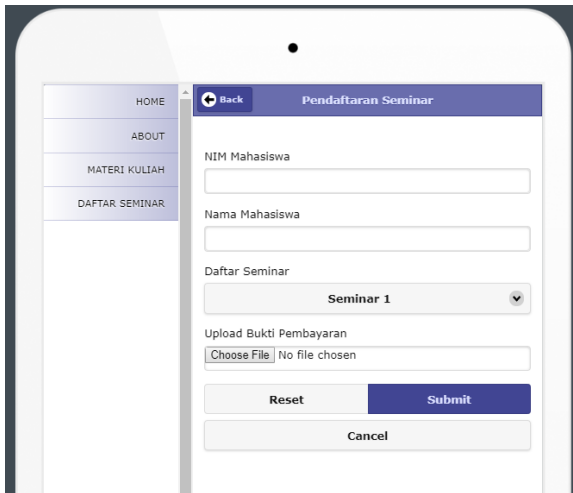 HOME
ABOUT
MATERI KULIAH
DAFTAR SEMINAR
Back
Pendaftaran Seminar
NIM Mahasiswa
Nama Mahasiswa
Daftar Seminar
Seminar 1
Upload Bukti Pembayaran
Choose File No file chosen
Reset
Submit
Cancel